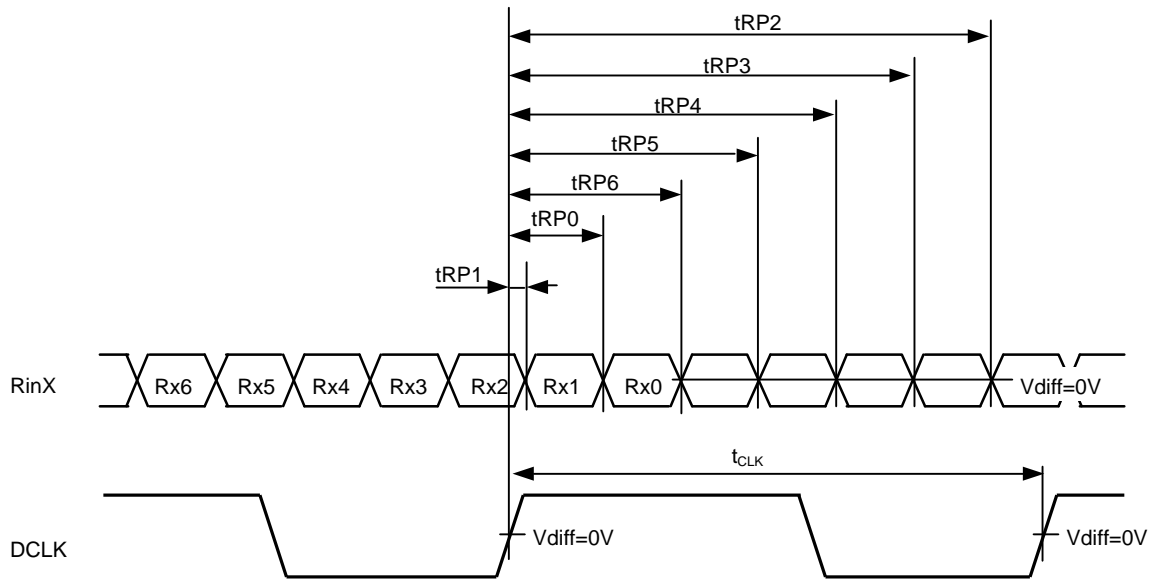 tRP2
tRP3
tRP4
tRP5
tRP6
tRP0
tRP1
RinX
Rx6 Rx5 Rx4 Rx3 Rx2 Rx1 Rx0
Vdiff=0V
tCLK
DCLK
Vdiff=0V
Vdiff=0V